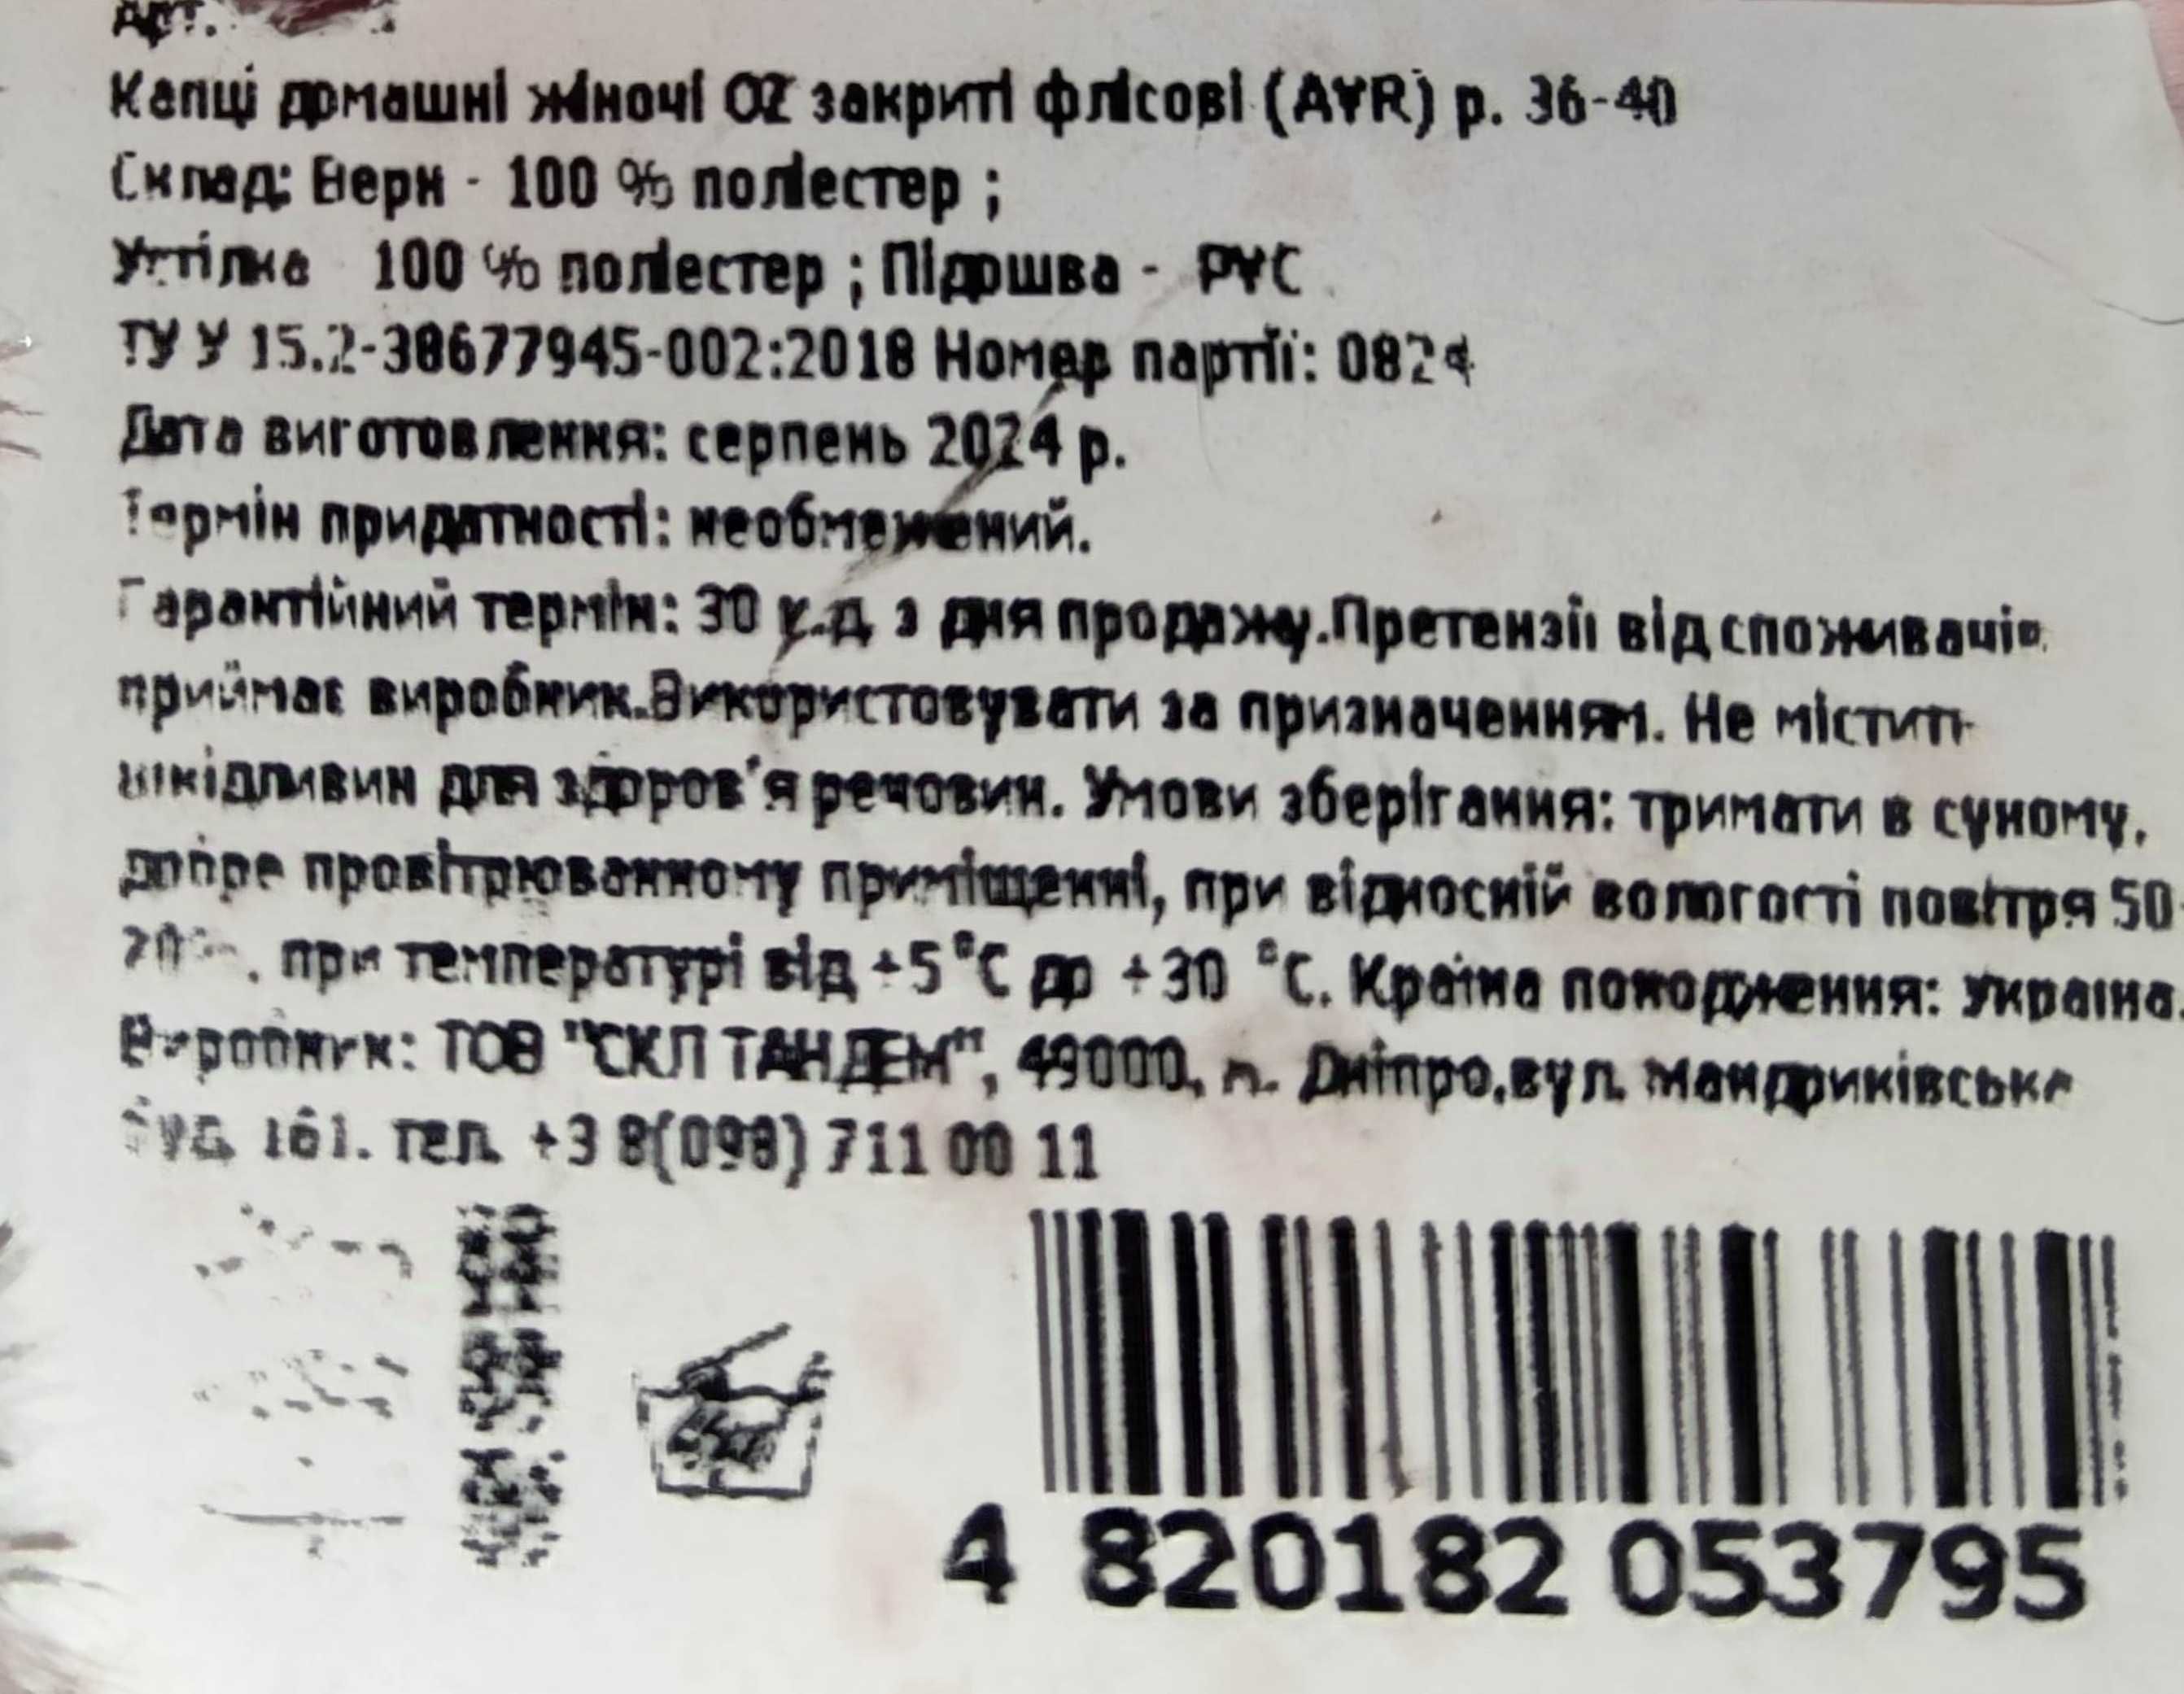 Арт.
Капці домашні жіночі OZ закриті флісові (AYR) р. 36-40
Склад: Верх - 100 % поліестер ;
Устілка 100 % поліестер ; Підошва - PVC
ТУ У 15.2-38677945-002:2018 Номер партії: 0824
Дата виготовлення: серпень 2024 р.
Термін придатності: необмежений.
Гарантійний термін: 30 к.д. з дня продажу.Претензії від споживачів
приймає виробник.Використовувати за призначенням. Не містить
шкідливих для здоров'я речовин. Умови зберігання: тримати в сухому,
добре провітрюванному приміщенні, при відносній вологості повітря 50-
70%, при температурі від +5°С до +30 °С. Країна походження: Україна.
Виробник: ТОВ "СКЛ ТАНДЕМ", 49000, м. Дніпро,вул. Мандриківська
буд. 161. тел. +3 8(098) 711 00 11
4 820182 053795